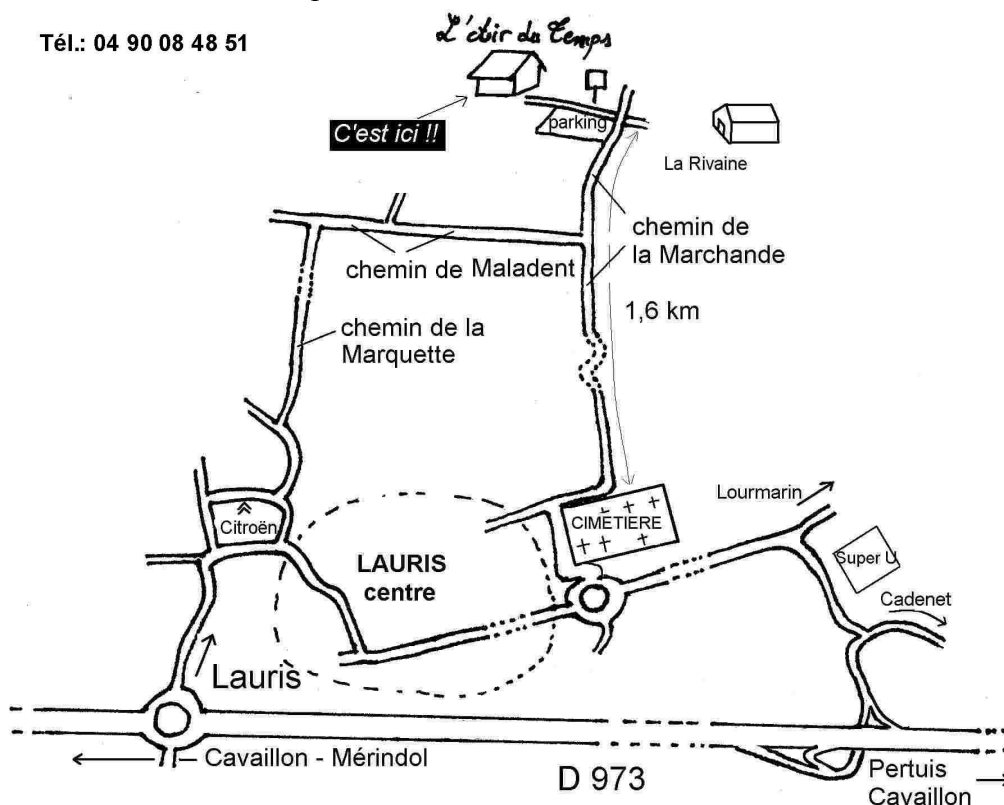 L'air du Temps
Tél.: 04 90 08 48 51
parking
C'est ici !!
La Rivaine
chemin de
la Marchande
chemin de Maladent
1,6 km
chemin de la
Marquette
Lourmarin
Citroën
CIMETIERE
Super U
LAURIS
centre
Cadenet
Lauris
Cavaillon - Mérindol
D 973
Pertuis
Cavaillon